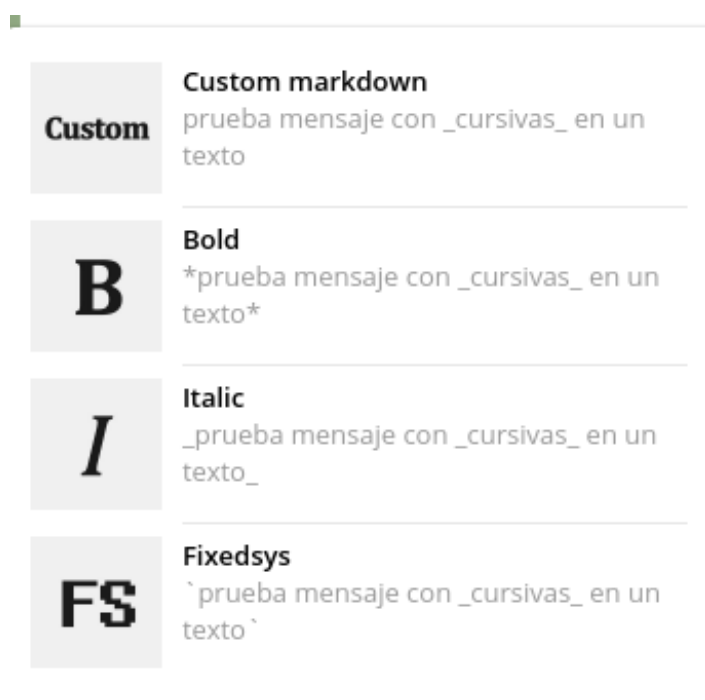 Custom
Custom markdown
prueba mensaje con _cursivas_ en un
texto
B
Bold
*prueba mensaje con _cursivas_ en un
texto*
I
Italic
_prueba mensaje con _cursivas_ en un
texto_
FS
Fixedsys
`prueba mensaje con _cursivas_ en un
texto`